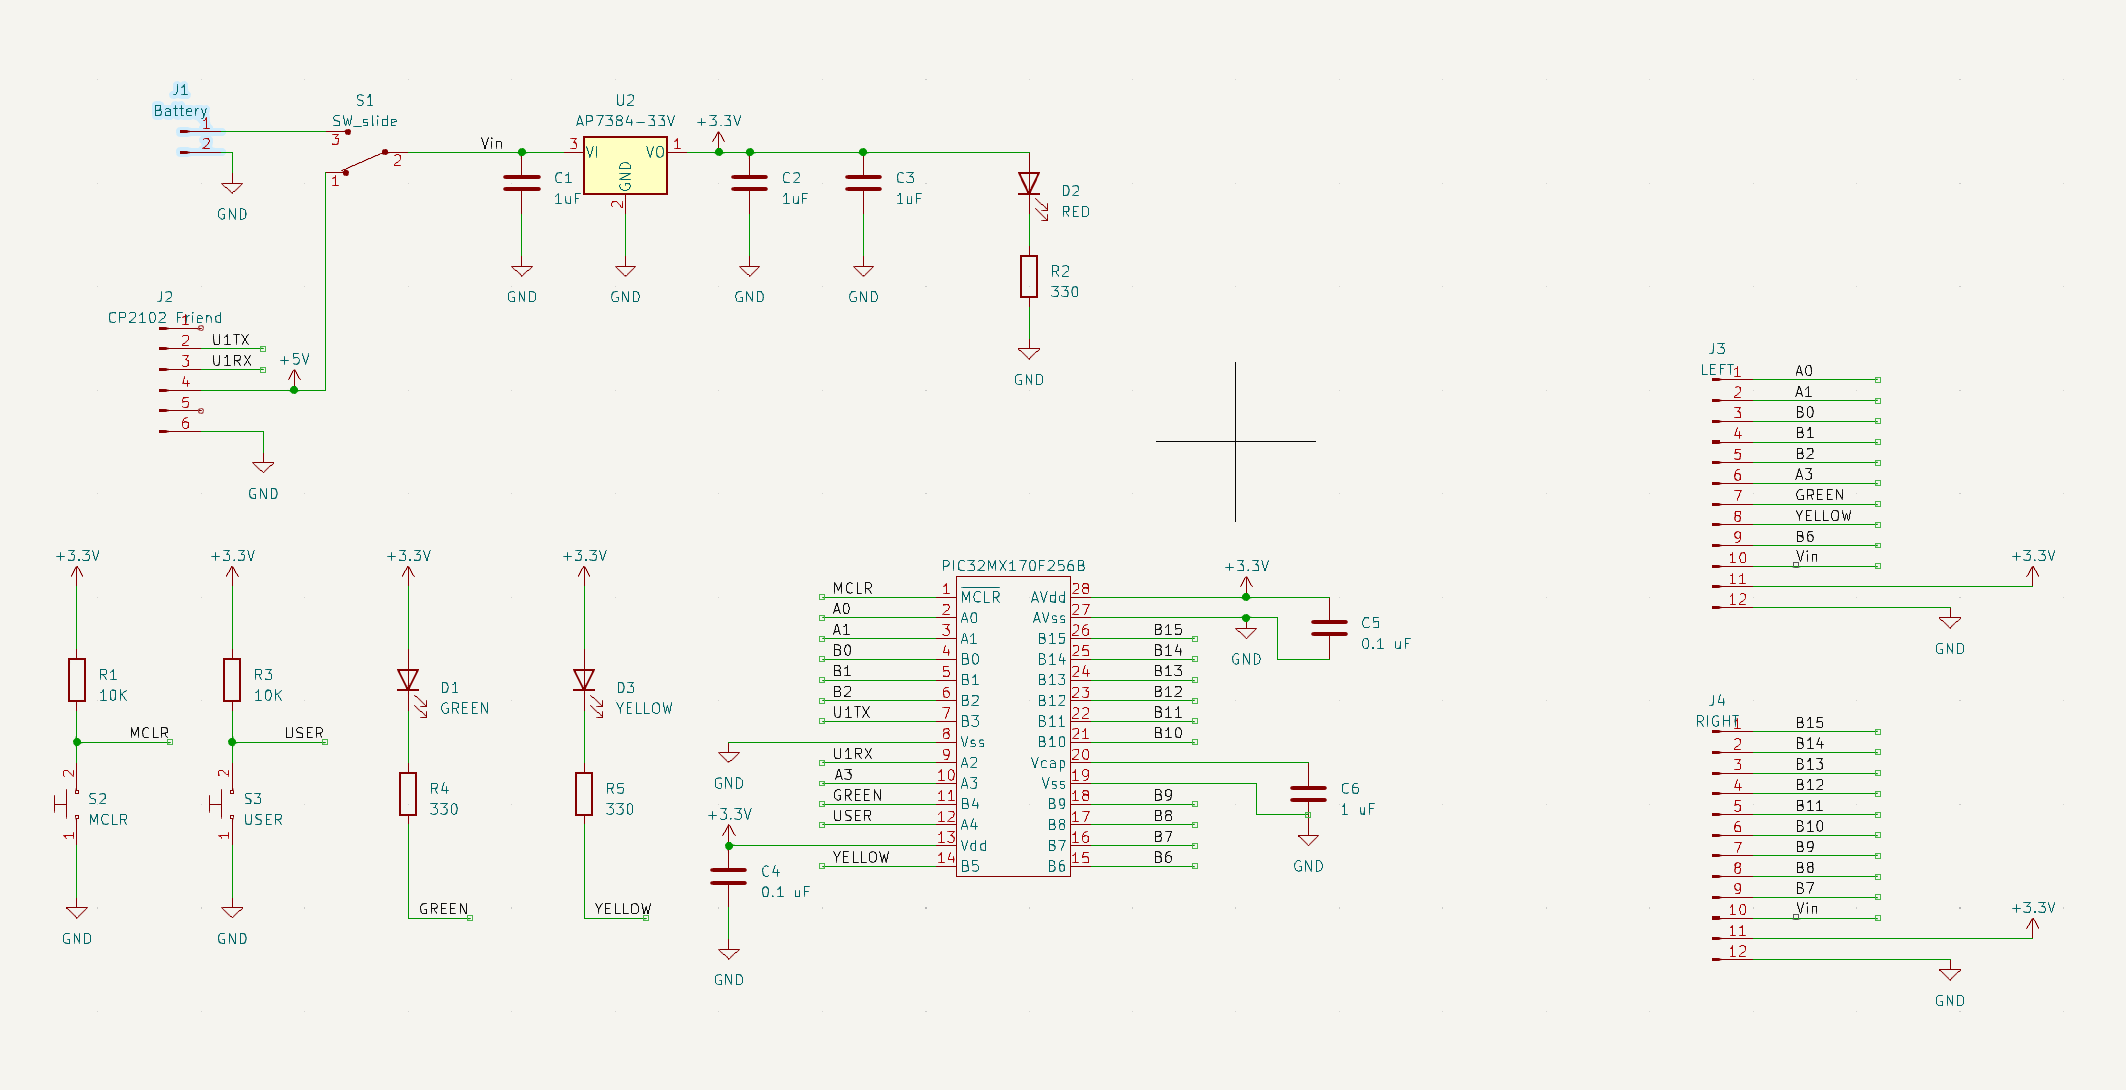 J1
Battery
1
2
GND
S1
SW_slide
3
2
1
Vin
U2
AP7384-33V
3 VI VO 1
GND
2
+3.3V
C1
1uF
C2
1uF
C3
1uF
GND
GND
GND
GND
D2
RED
R2
330
GND
J2
CP2102 Friend
1
2 U1TX
3 U1RX
4
5
6
+5V
GND
+3.3V
R1
10K
MCLR
2
S2
MCLR
1
GND
+3.3V
R3
10K
USER
2
S3
USER
1
GND
+3.3V
D1
GREEN
R4
330
GREEN
+3.3V
D3
YELLOW
R5
330
YELLOW
PIC32MX170F256B
MCLR 1 MCLR AVdd 28
A0 2 A0 AVss 27
A1 3 A1 B15 26 B15
B0 4 B0 B14 25 B14
B1 5 B1 B13 24 B13
B2 6 B2 B12 23 B12
U1TX 7 B3 B11 22 B11
8 Vss B10 21 B10
U1RX 9 A2 Vcap 20
A3 10 A3 Vss 19
GREEN 11 B4 B9 18 B9
USER 12 A4 B8 17 B8
13 Vdd B7 16 B7
YELLOW 14 B5 B6 15 B6
GND
+3.3V
C4
0.1 uF
GND
+3.3V
GND
C5
0.1 uF
C6
1 uF
GND
J3
LEFT
1 A0
2 A1
3 B0
4 B1
5 B2
6 A3
7 GREEN
8 YELLOW
9 B6
10 Vin
11
12
+3.3V
GND
J4
RIGHT
1 B15
2 B14
3 B13
4 B12
5 B11
6 B10
7 B9
8 B8
9 B7
10 Vin
11
12
+3.3V
GND